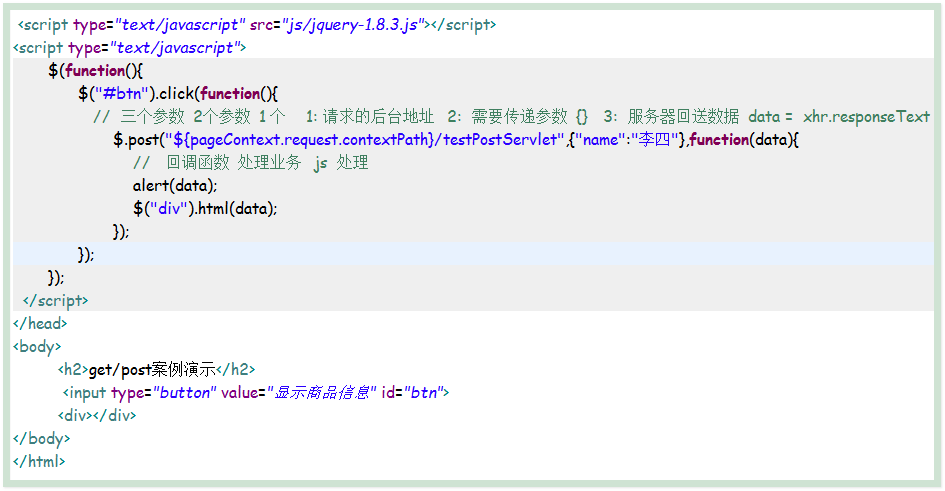 <script type="text/javascript" src="js/jquery-1.8.3.js"></script>
<script type="text/javascript">
$(function(){
$("#btn").click(function(){
// 三个参数 2个参数 1个 1: 请求的后台地址 2: 需要传递参数 {} 3: 服务器回送数据 data = xhr.responseText
$.post("${pageContext.request.contextPath}/testPostServlet",{"name":"李四"},function(data){
// 回调函数 处理业务 js 处理
alert(data);
$("div").html(data);
});
});
});
</script>
</head>
<body>
<h2>get/post案例演示</h2>
<input type="button" value="显示商品信息" id="btn">
<div></div>
</body>
</html>